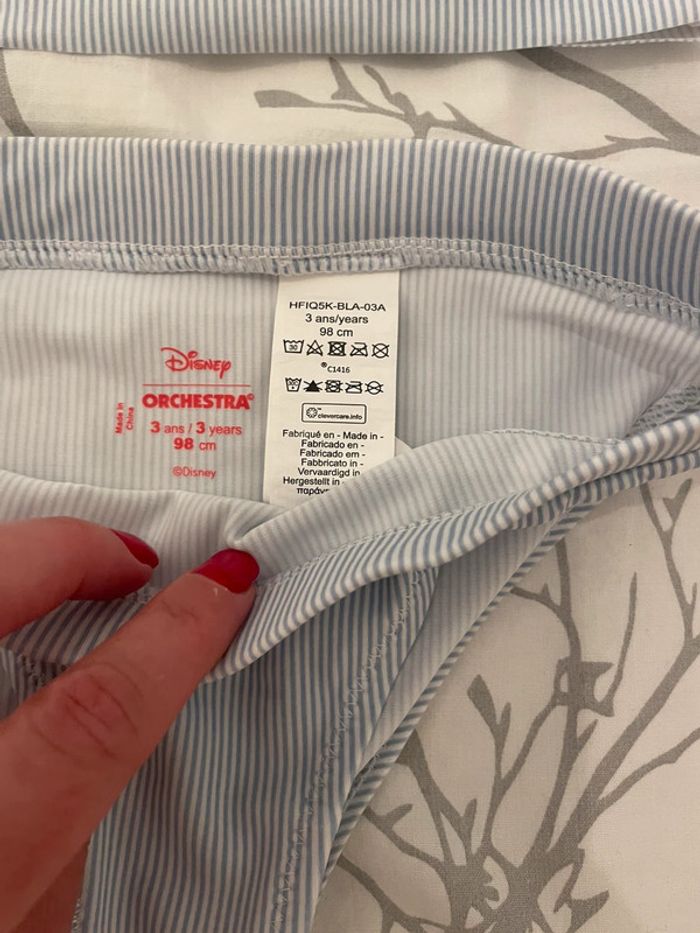 HFIQ5K-BLA-03A
3 ans/years
98 cm
30
®C1416
clevercare.info
Fabriqué en - Made in -
Fabricado en -
Fabricado em -
Fabbricato in -
Vervaardigd in
Hergestellt in
Disney
ORCHESTRA
3 ans / 3 years
98 cm
©Disney
Made in
China